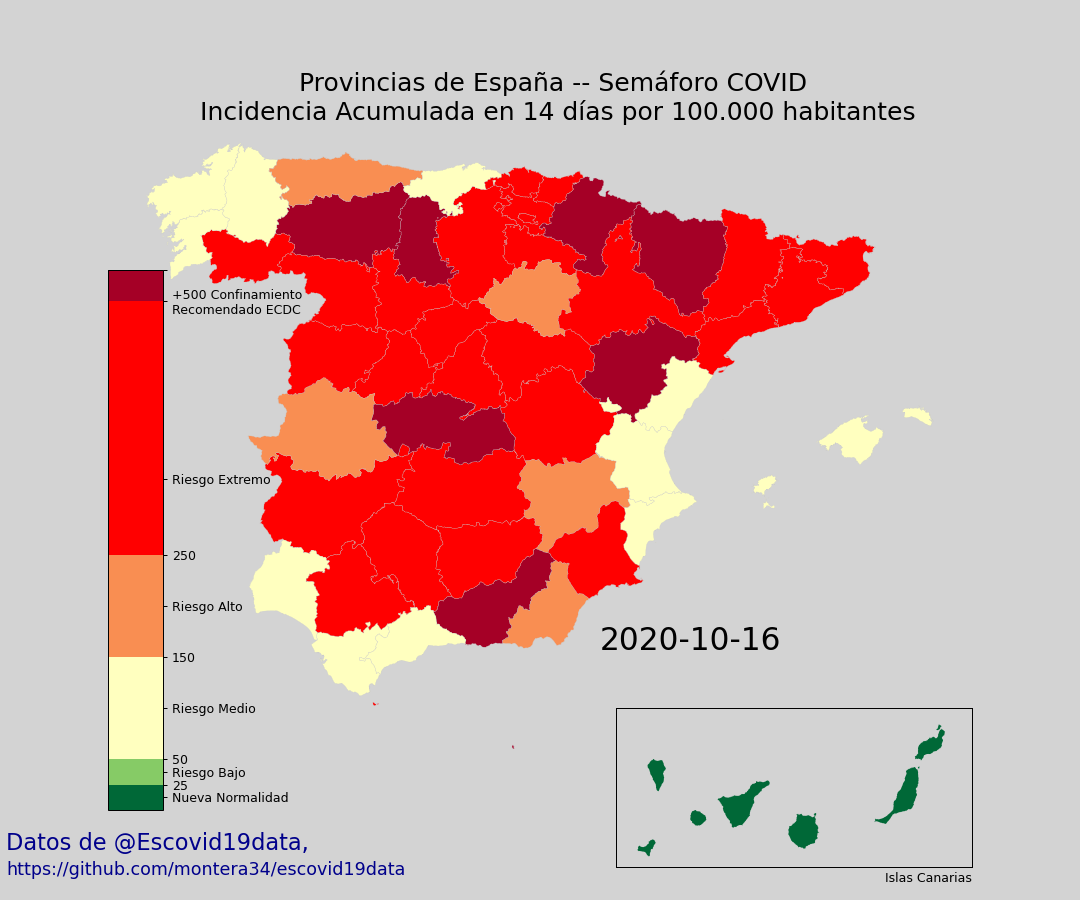 Provincias de España -- Semáforo COVID
Incidencia Acumulada en 14 días por 100.000 habitantes
+500 Confinamiento
Recomendado ECDC
Riesgo Extremo
250
Riesgo Alto
150
Riesgo Medio
50
Riesgo Bajo
25
Nueva Normalidad
2020-10-16
Islas Canarias
Datos de @Escovid19data,
https://github.com/montera34/escovid19data